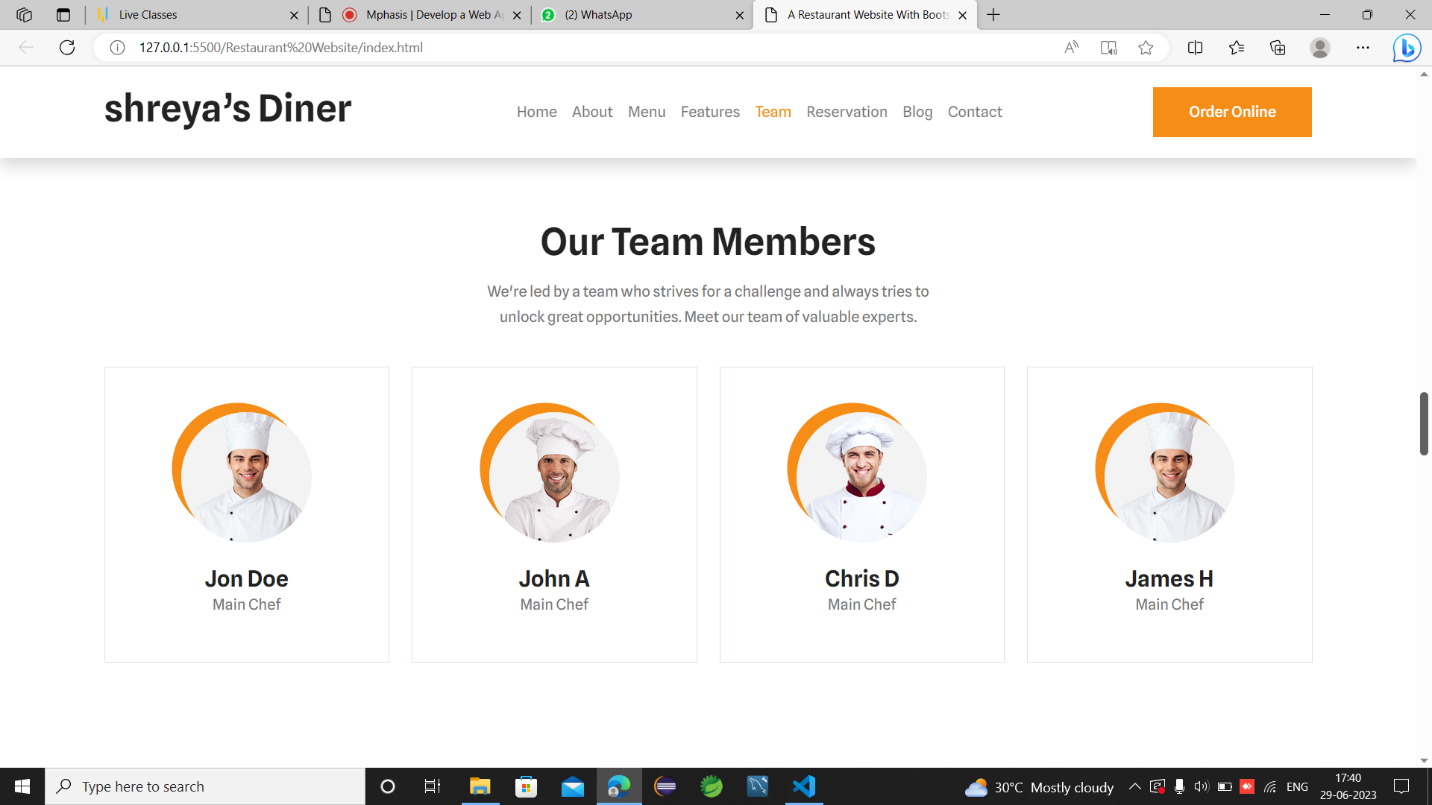 Live Classes
Mphasis | Develop a Web A
(2) WhatsApp
A Restaurant Website With Boots
127.0.0.1:5500/Restaurant%20Website/index.html
shreya’s Diner
Home About Menu Features Team Reservation Blog Contact
Order Online
Our Team Members
We're led by a team who strives for a challenge and always tries to
unlock great opportunities. Meet our team of valuable experts.
Jon Doe
Main Chef
John A
Main Chef
Chris D
Main Chef
James H
Main Chef
Type here to search
30°C Mostly cloudy
ENG
17:40
29-06-2023